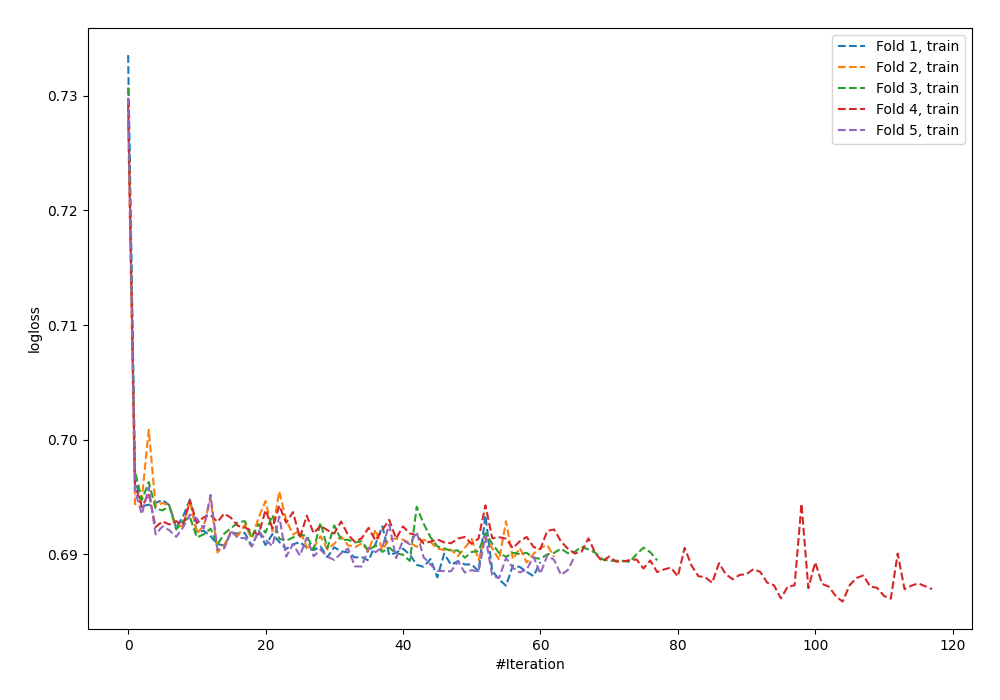 Fold 1, train
Fold 2, train
Fold 3, train
Fold 4, train
Fold 5, train
0.73
0.72
0.71
0.70
0.69
logloss
0 20 40 60 80 100 120
#Iteration